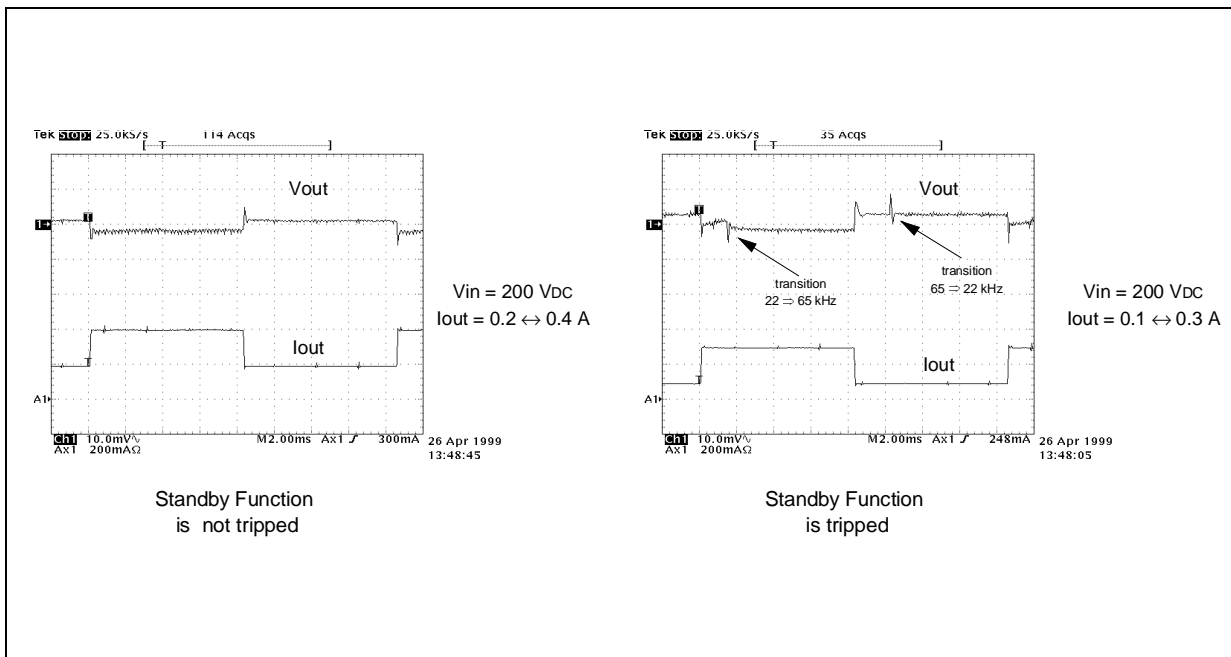 Tek Stop: 25.0kS/s 114 Acqs
[ T ]
Vout
T
1→
Iout
T
A1›
Ch1 10.0mV∿ M2.00ms Ax1 ƒ 300mA
Ax1 200mAΩ
26 Apr 1999
13:48:45
Vin = 200 VDC
Iout = 0.2 ↔ 0.4 A
Standby Function
is not tripped
Tek Stop: 25.0kS/s 35 Acqs
[ T ]
Vout
T
1→
transition
22 ⇒ 65 kHz
transition
65 ⇒ 22 kHz
Iout
T
A1›
Ch1 10.0mV∿ M2.00ms Ax1 ƒ 248mA
Ax1 200mAΩ
26 Apr 1999
13:48:05
Vin = 200 VDC
Iout = 0.1 ↔ 0.3 A
Standby Function
is tripped